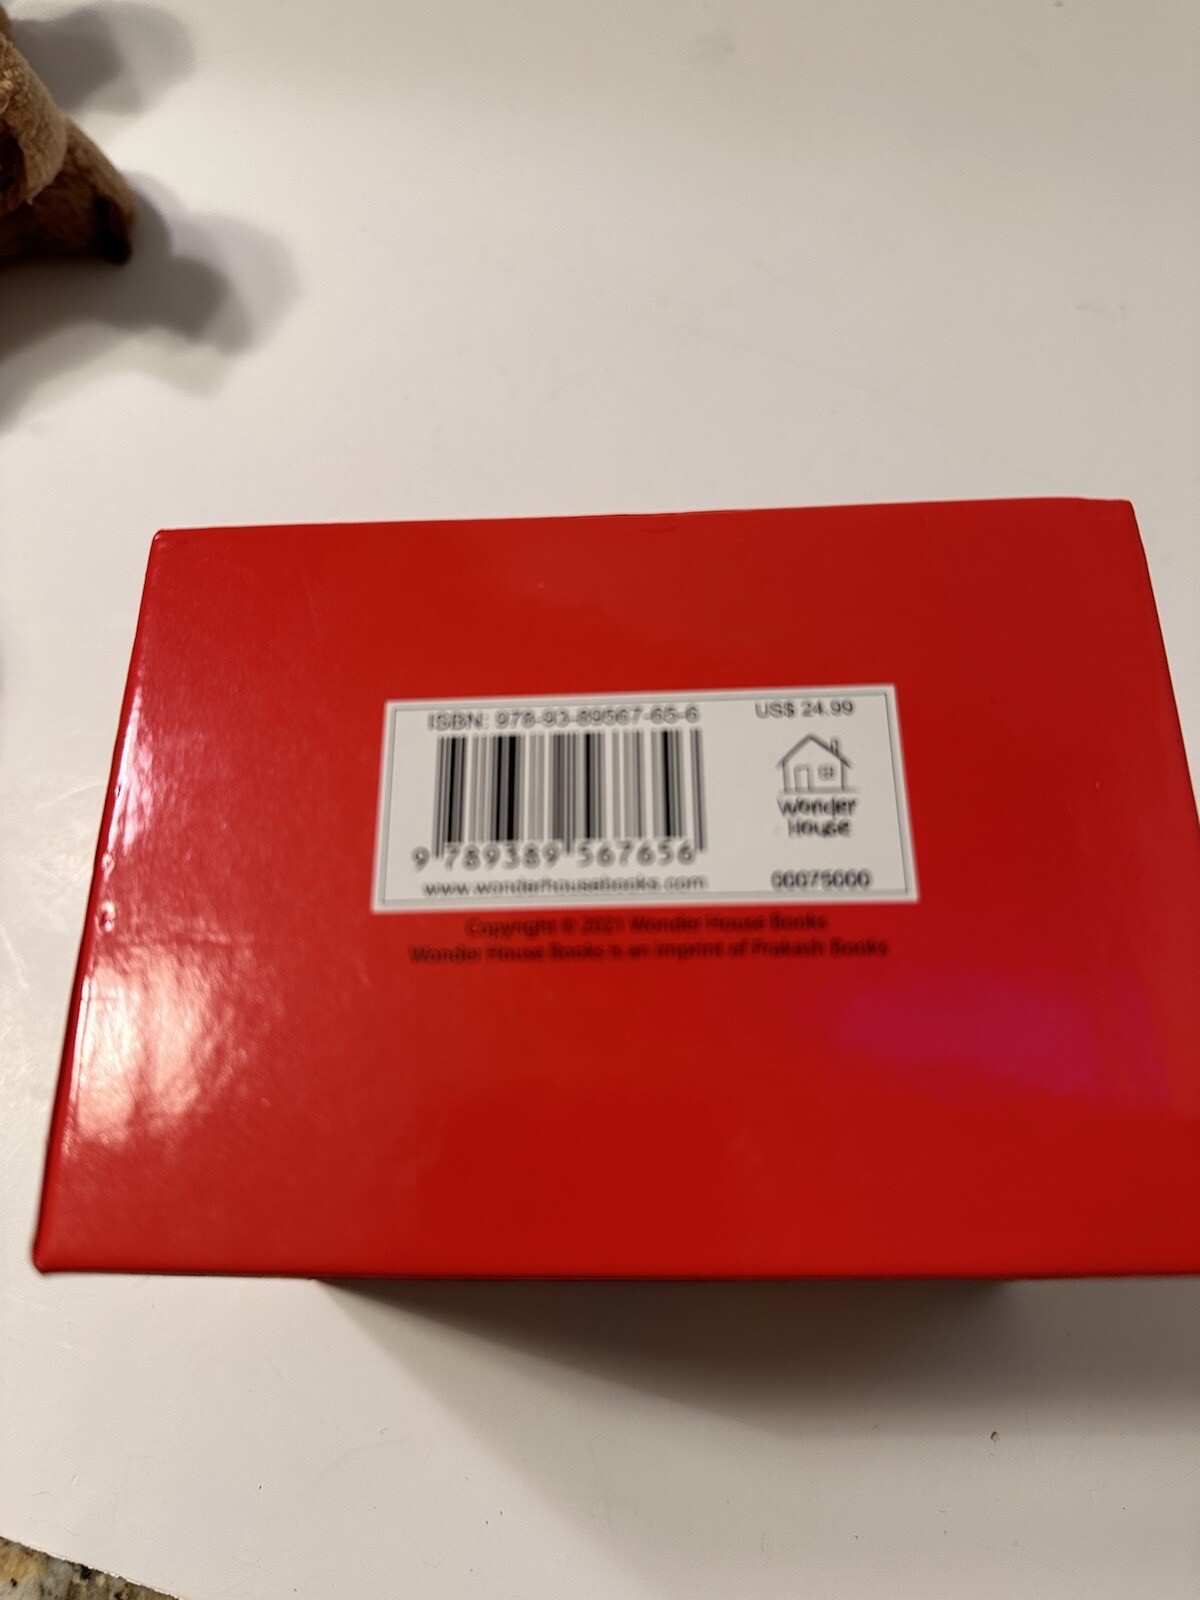 ISBN: 978-93-89567-65-6
US$ 24.99
Wonder
House
9 789389 567656
www.wonderhousebooks.com
00075000
Copyright © 2021 Wonder House Books
Wonder House Books is an imprint of Prakash Books